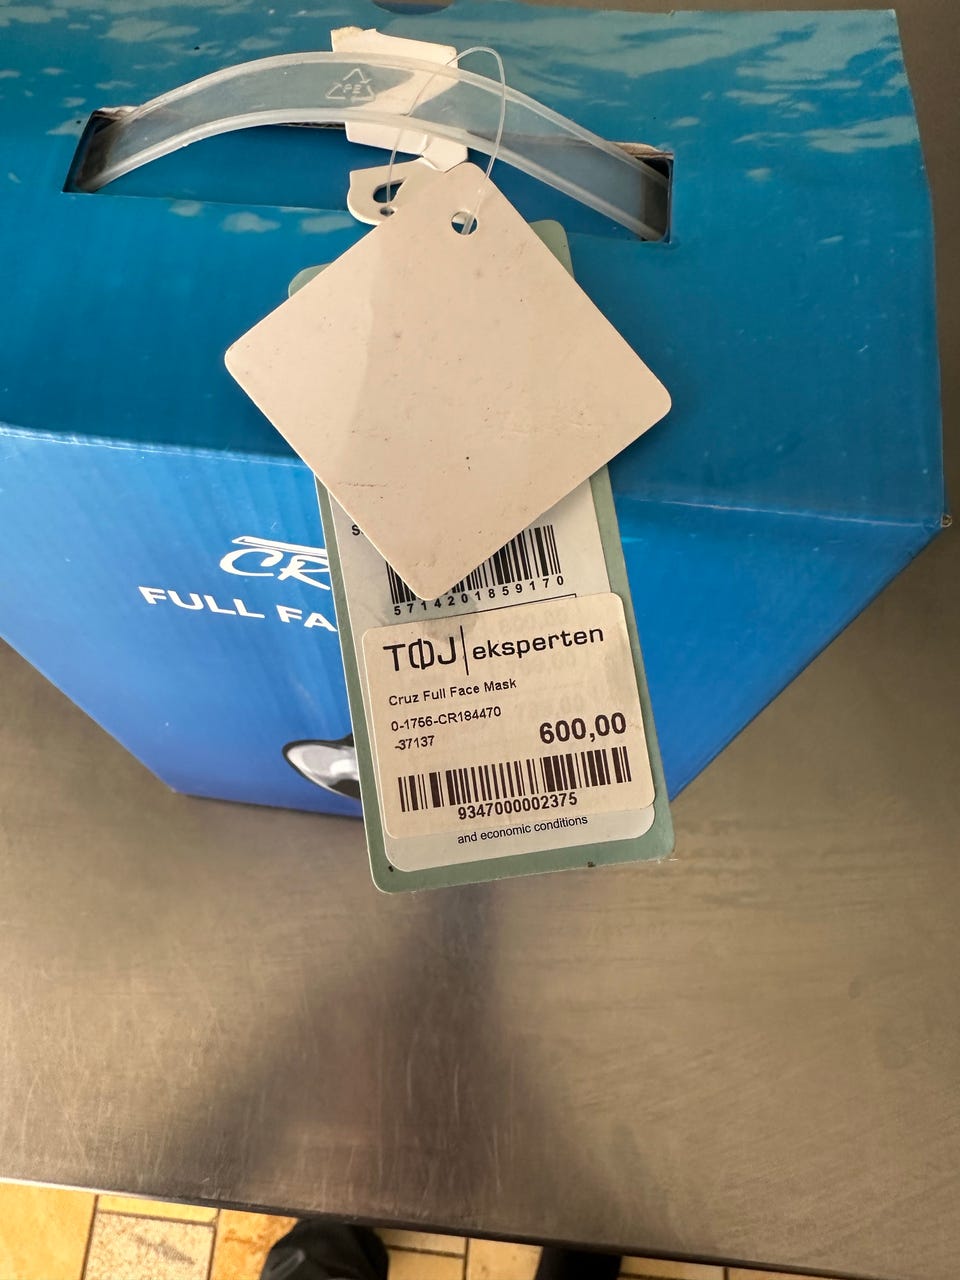 PE
CR
FULL FA
S
5714201859170
TØJ eksperten
Cruz Full Face Mask
0-1756-CR184470
-37137
600,00
9347000002375
and economic conditions